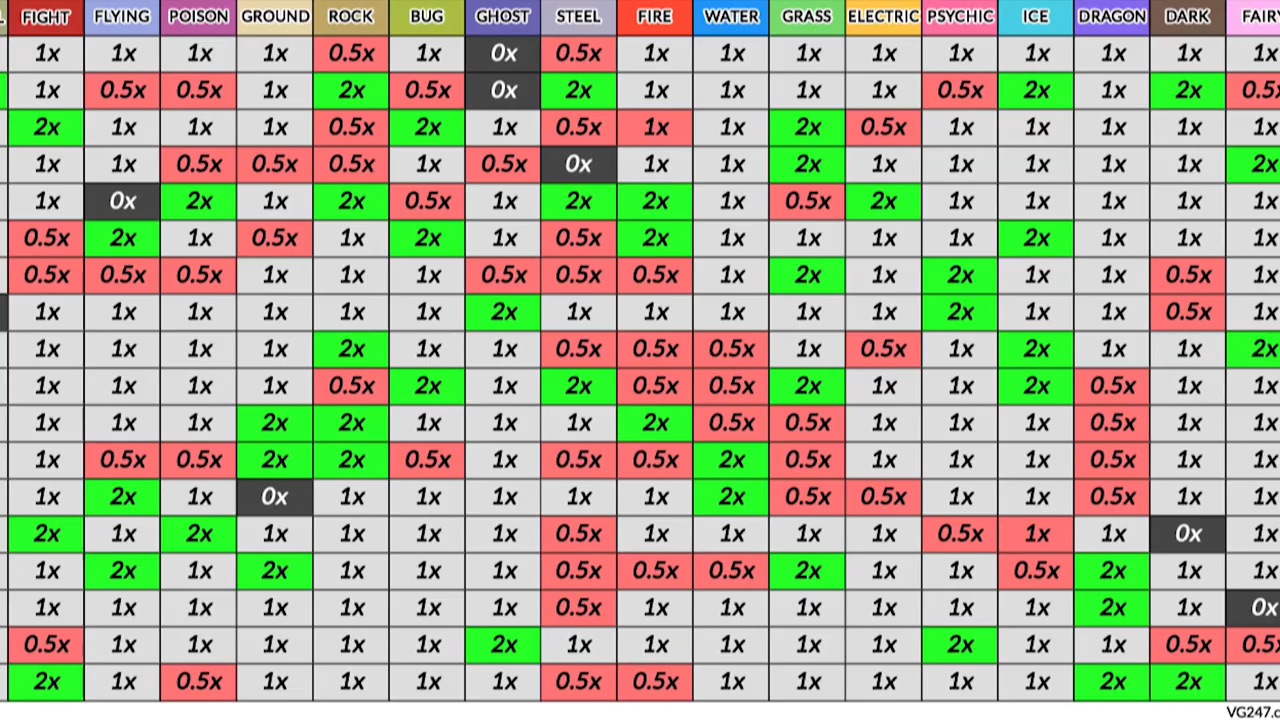 FIGHT FLYING POISON GROUND ROCK BUG GHOST STEEL FIRE WATER GRASS ELECTRIC PSYCHIC ICE DRAGON DARK FAIRY
1x 1x 1x 1x 0.5x 1x 0x 0.5x 1x 1x 1x 1x 1x 1x 1x 1x 1x
1x 0.5x 0.5x 1x 2x 0.5x 0x 2x 1x 1x 1x 1x 0.5x 2x 1x 2x 0.5x
2x 1x 1x 1x 0.5x 2x 1x 0.5x 1x 1x 2x 0.5x 1x 1x 1x 1x 1x
1x 1x 0.5x 0.5x 0.5x 1x 0.5x 0x 1x 1x 2x 1x 1x 1x 1x 1x 2x
1x 0x 2x 1x 2x 0.5x 1x 2x 2x 1x 0.5x 2x 1x 1x 1x 1x 1x
0.5x 2x 1x 0.5x 1x 2x 1x 0.5x 2x 1x 1x 1x 1x 2x 1x 1x 1x
0.5x 0.5x 0.5x 1x 1x 1x 0.5x 0.5x 0.5x 1x 2x 1x 2x 1x 1x 0.5x 1x
1x 1x 1x 1x 1x 1x 2x 1x 1x 1x 1x 1x 2x 1x 1x 0.5x 1x
1x 1x 1x 1x 2x 1x 1x 0.5x 0.5x 0.5x 1x 0.5x 1x 2x 1x 1x 2x
1x 1x 1x 1x 0.5x 2x 1x 2x 0.5x 0.5x 2x 1x 1x 2x 0.5x 1x 1x
1x 1x 1x 2x 2x 1x 1x 1x 2x 0.5x 0.5x 1x 1x 1x 0.5x 1x 1x
1x 0.5x 0.5x 2x 2x 0.5x 1x 0.5x 0.5x 2x 0.5x 1x 1x 1x 0.5x 1x 1x
1x 2x 1x 0x 1x 1x 1x 1x 1x 2x 0.5x 0.5x 1x 1x 0.5x 1x 1x
2x 1x 2x 1x 1x 1x 1x 0.5x 1x 1x 1x 1x 0.5x 1x 1x 0x 1x
1x 2x 1x 2x 1x 1x 1x 0.5x 0.5x 0.5x 2x 1x 1x 0.5x 2x 1x 1x
1x 1x 1x 1x 1x 1x 1x 0.5x 1x 1x 1x 1x 1x 1x 2x 1x 0x
0.5x 1x 1x 1x 1x 1x 2x 1x 1x 1x 1x 1x 2x 1x 1x 0.5x 0.5x
2x 1x 0.5x 1x 1x 1x 1x 0.5x 0.5x 1x 1x 1x 1x 1x 2x 2x 1x
VG247.c